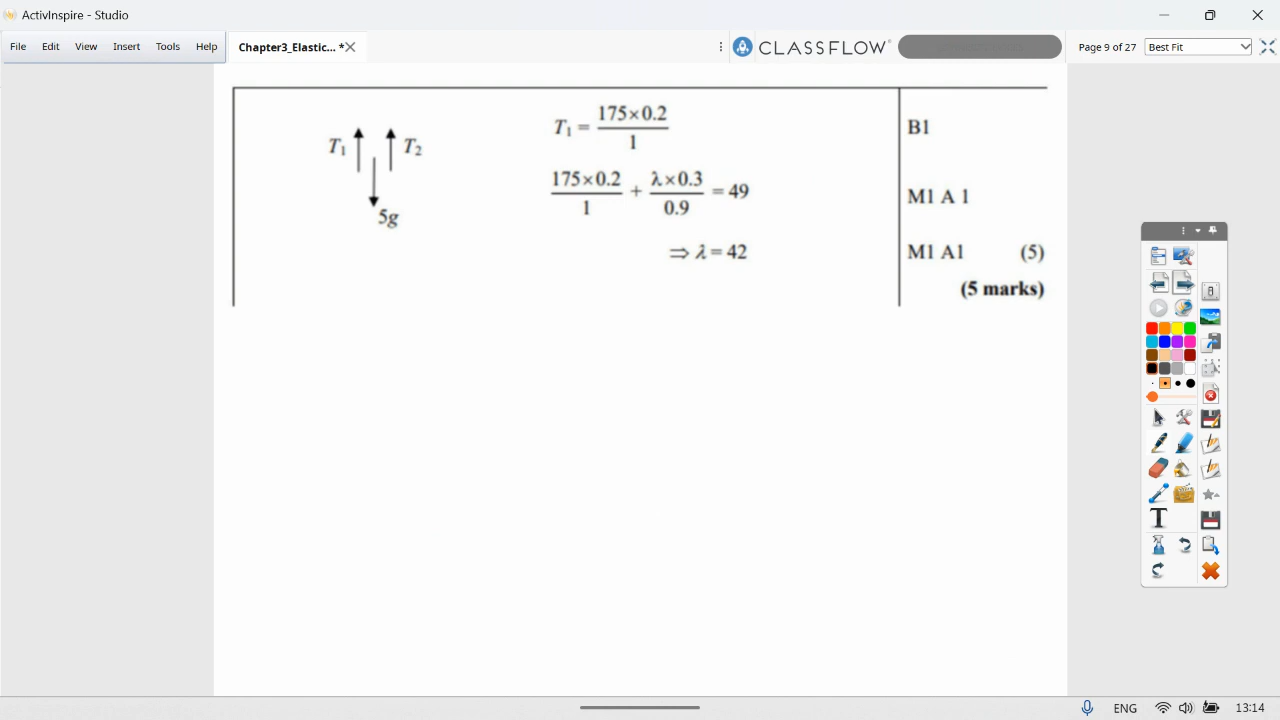 ActivInspire - Studio
File Edit View Insert Tools Help
Chapter3_Elastic... *
CLASSFLOW
Page 9 of 27
Best Fit
T₁ T₂
5g
T₁ = 175×0.2 / 1
175×0.2 / 1 + λ×0.3 / 0.9 = 49
⇒ λ = 42
B1
M1 A 1
M1 A1 (5)
(5 marks)
T
ENG
13:14